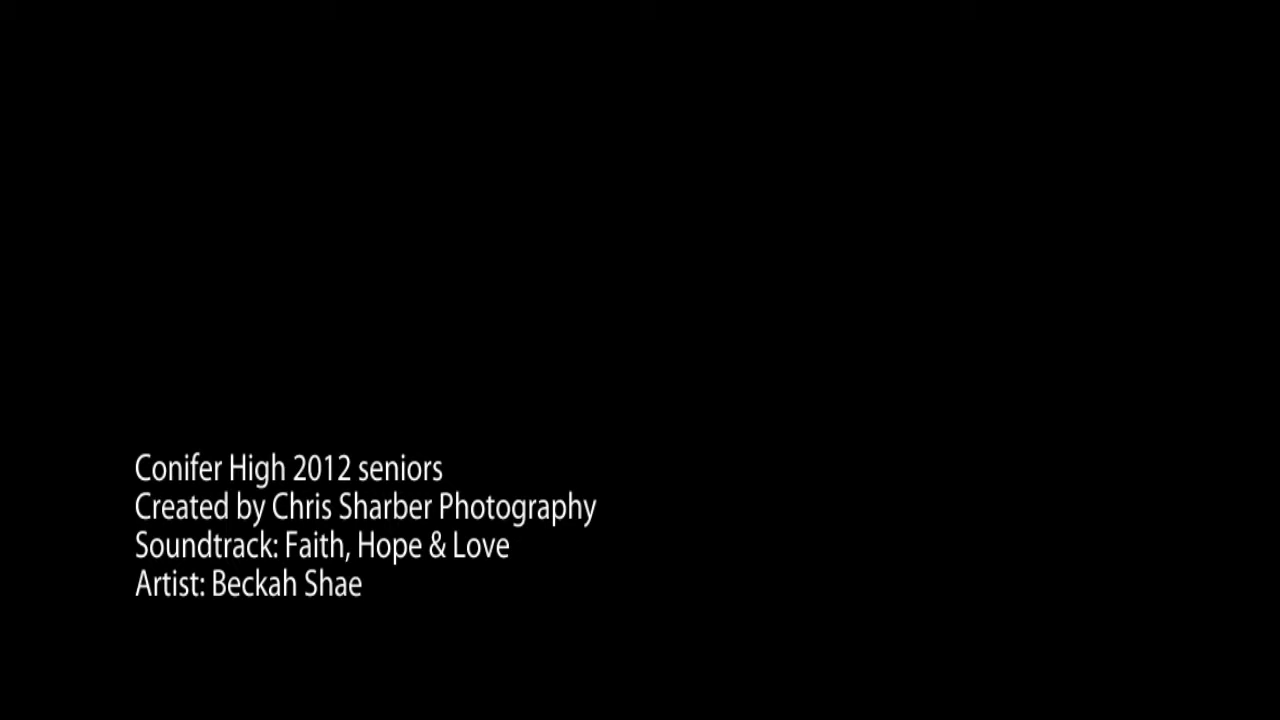 Conifer High 2012 seniors
Created by Chris Sharber Photography
Soundtrack: Faith, Hope & Love
Artist: Beckah Shae